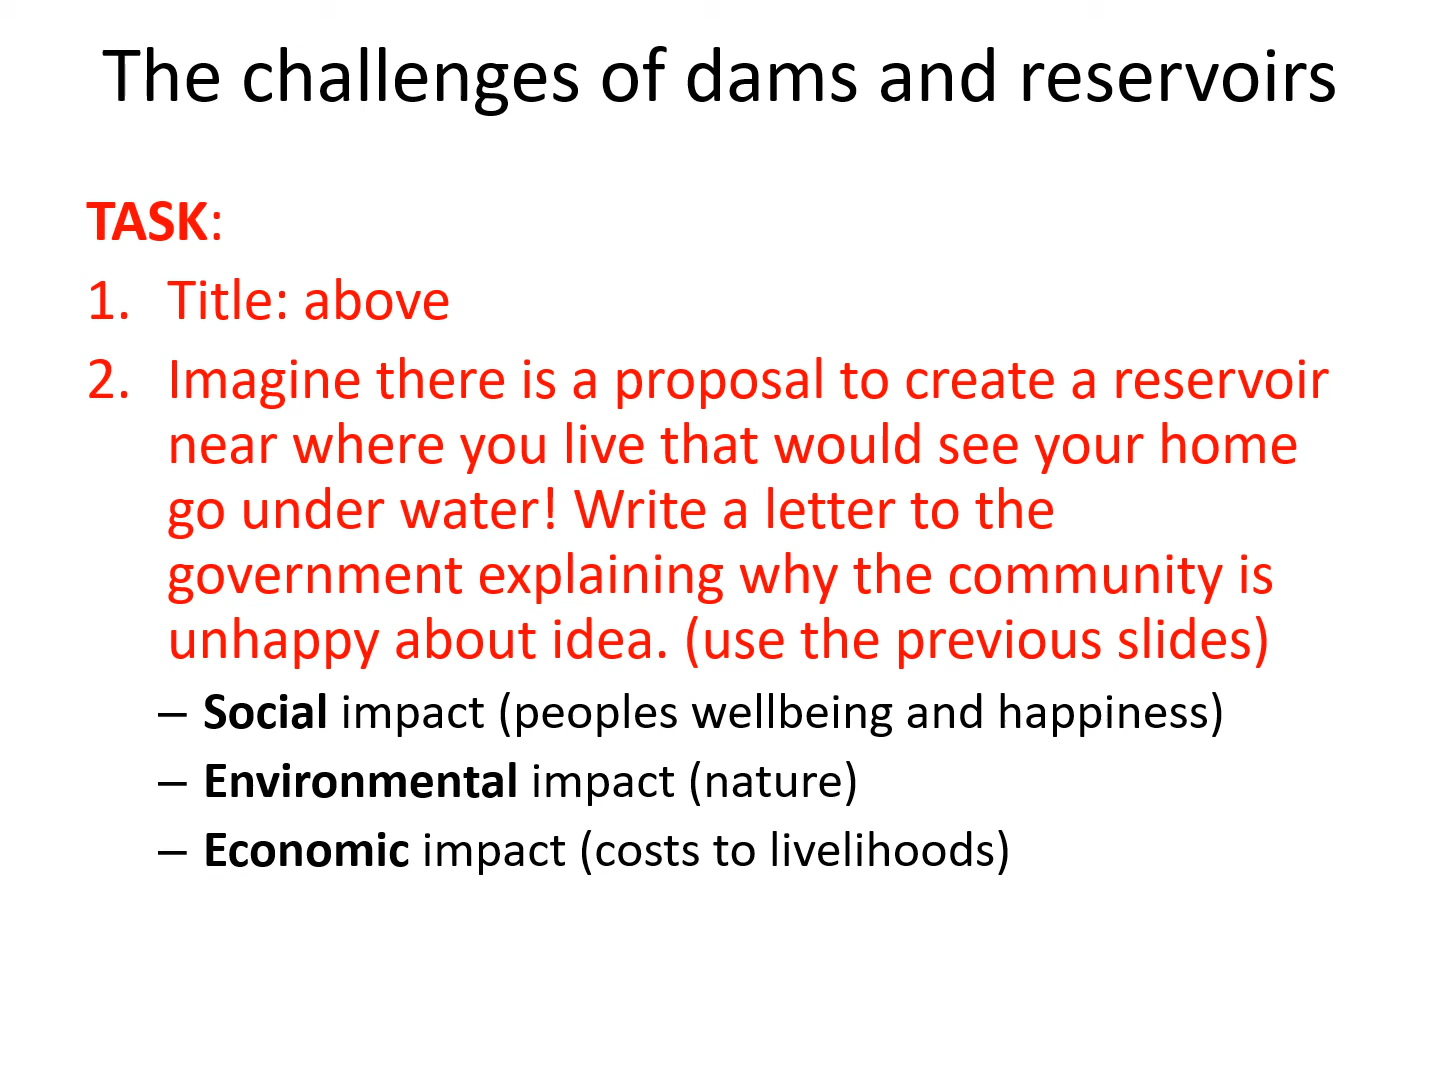 The challenges of dams and reservoirs
TASK:
1. Title: above
2. Imagine there is a proposal to create a reservoir
near where you live that would see your home
go under water! Write a letter to the
government explaining why the community is
unhappy about idea. (use the previous slides)
– Social impact (peoples wellbeing and happiness)
– Environmental impact (nature)
– Economic impact (costs to livelihoods)